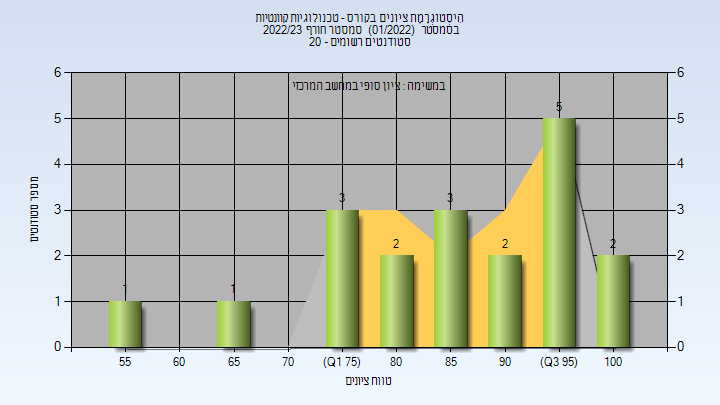 היסטוגרמת ציונים בקורס - טכנולוגיות קוונטיות
בסמסטר (01/2022) סמסטר חורף 2022/23
סטודנטים רשומים - 20
במשימה : ציון סופי במחשב המרכזי
6 6
5 5
4 4
3 3
2 2
1 1
0 0
1 1 3 2 3 2 5 2
מספר סטודנטים
55 60 65 70 (Q1 75) 80 85 90 (Q3 95) 100
טווח ציונים